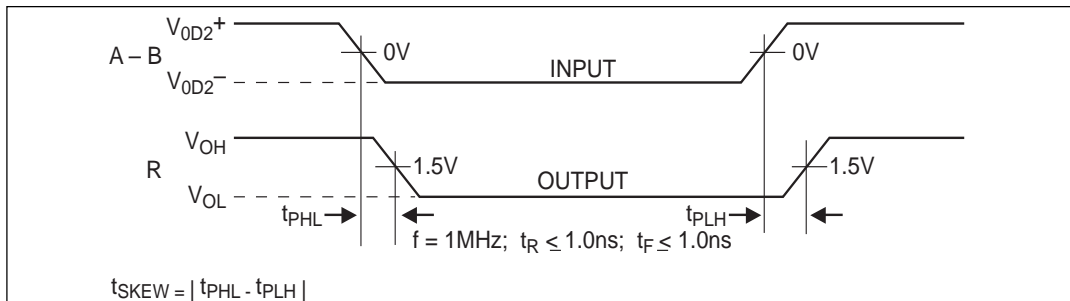 V0D2+
A – B
0V
0V
V0D2–
INPUT
VOH
R
1.5V
1.5V
VOL
OUTPUT
tPHL
tPLH
f = 1MHz; tR ≤ 1.0ns; tF ≤ 1.0ns
tSKEW = | tPHL - tPLH |